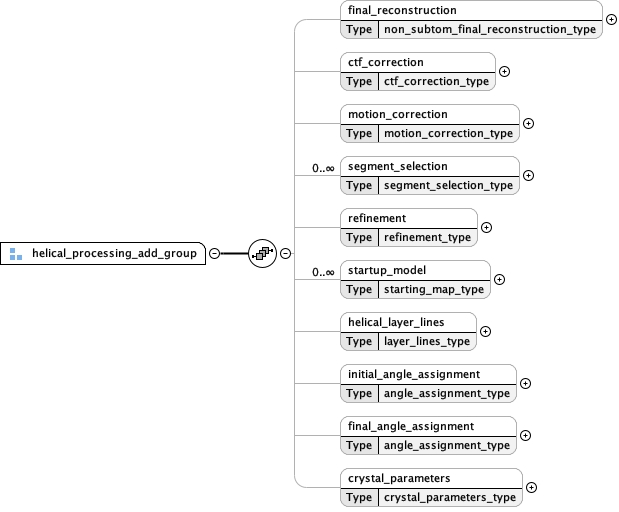 final_reconstruction
Type non_subtom_final_reconstruction_type
ctf_correction
Type ctf_correction_type
motion_correction
Type motion_correction_type
0..∞
segment_selection
Type segment_selection_type
refinement
Type refinement_type
helical_processing_add_group
0..∞
startup_model
Type starting_map_type
helical_layer_lines
Type layer_lines_type
initial_angle_assignment
Type angle_assignment_type
final_angle_assignment
Type angle_assignment_type
crystal_parameters
Type crystal_parameters_type